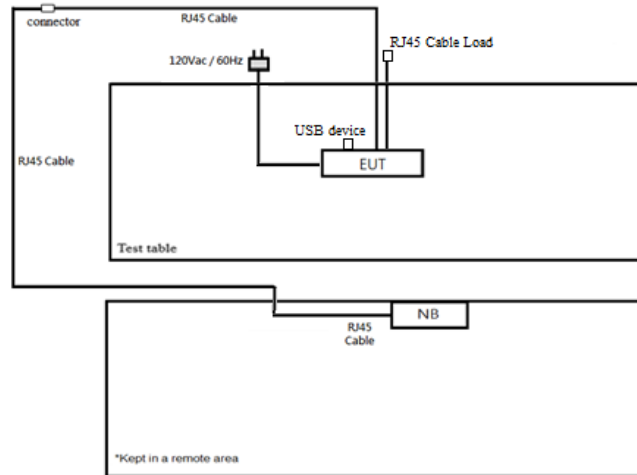 connector
RJ45 Cable
RJ45 Cable Load
120Vac / 60Hz
USB device
EUT
RJ45 Cable
Test table
NB
RJ45
Cable
*Kept in a remote area